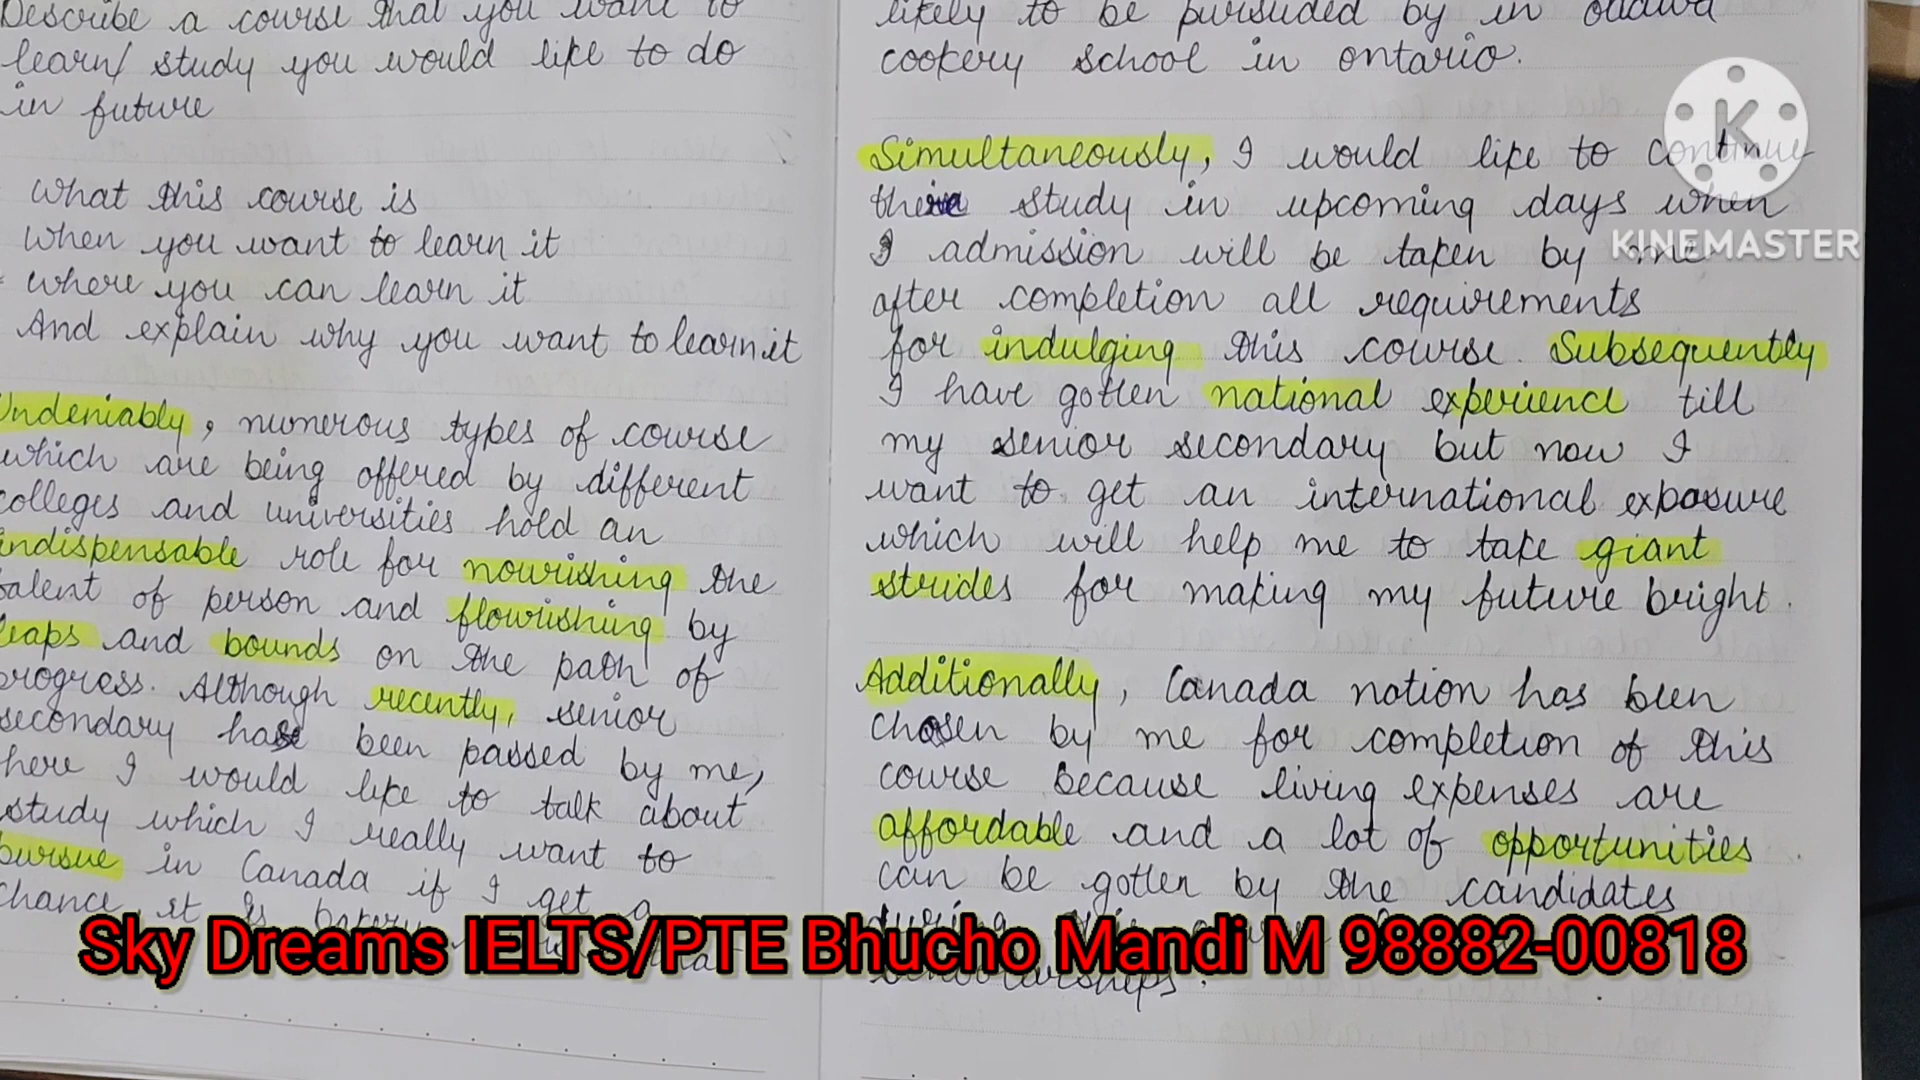 Describe a course that you want to
learn/ study you would like to do
in future
what this course is
when you want to learn it
where you can learn it
And explain why you want to learn it
Undeniably, numerous types of course
which are being offered by different
colleges and universities hold an
indispensable role for nourishing the
talent of person and flourishing by
leaps and bounds on the path of
progress. Although recently, senior
secondary has been passed by me,
here I would like to talk about
study which I really want to
pursue in Canada if I get a
chance it is bakery
likely to be pursuded by in
cookery school in ontario.
Simultaneously, I would like to continue
study in upcoming days when
I admission will be taken by me
after completion all requirements
for indulging this course. Subsequently
I have gotten national experience till
my senior secondary but now I
want to get an international exposure
which will help me to take giant
strides for making my future bright.
Additionally, Canada nation has been
chosen by me for completion of this
course because living expenses are
affordable and a lot of opportunities
can be gotten by the candidates
during
KINEMASTER
Sky Dreams IELTS/PTE Bhucho Mandi M 98882-00818